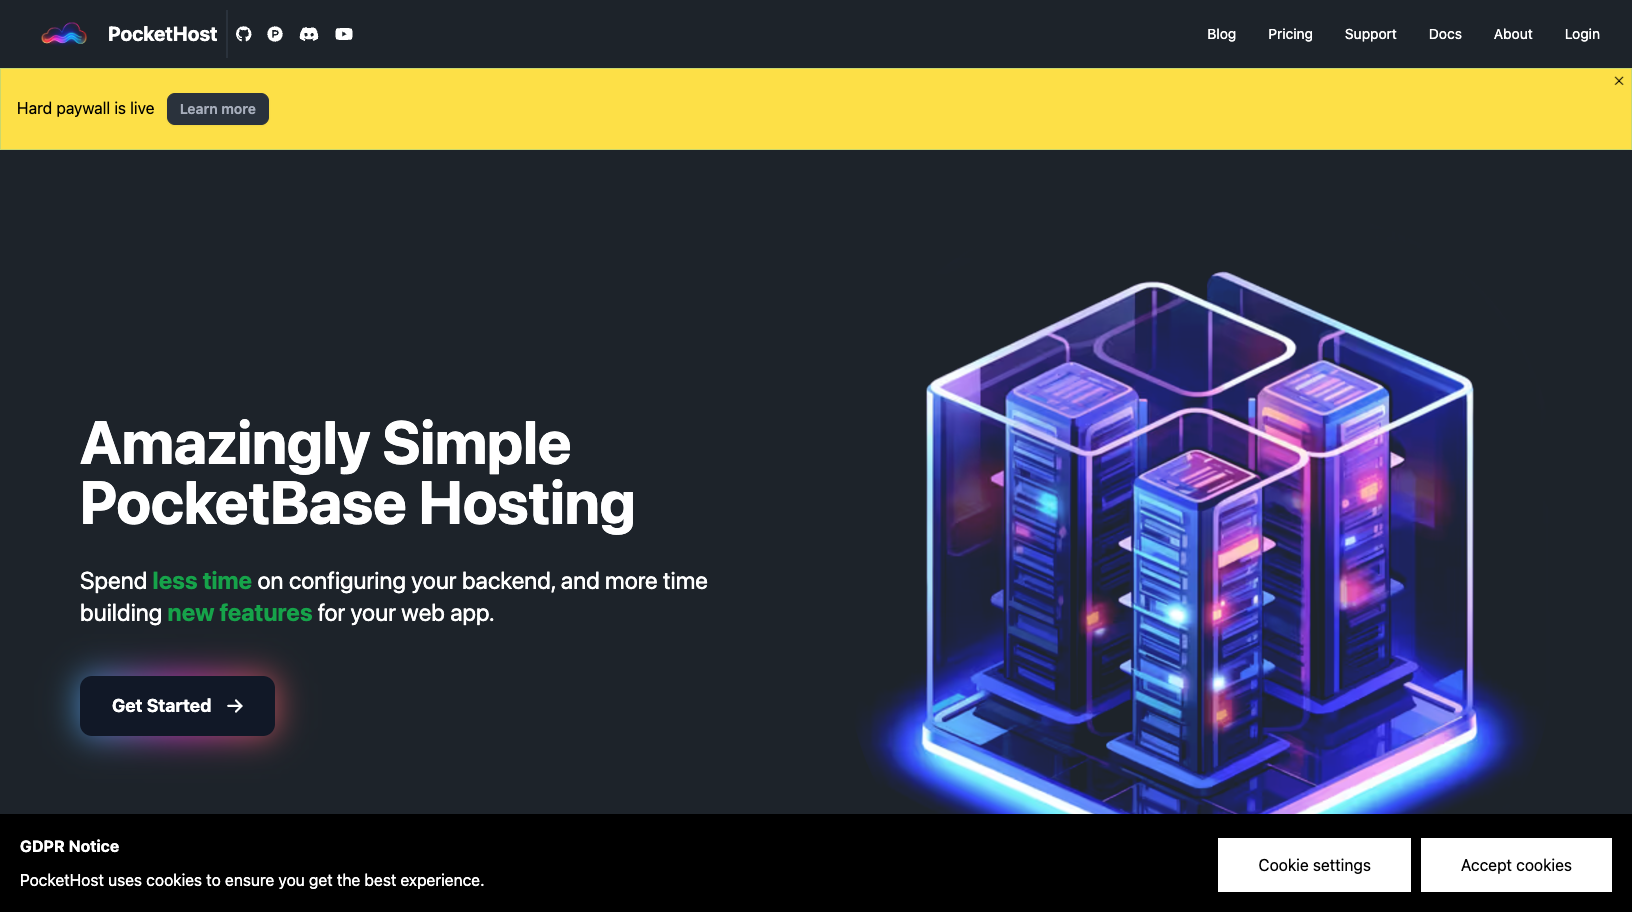 PocketHost
Blog
Pricing
Support
Docs
About
Login
Hard paywall is live
Learn more
Amazingly Simple
PocketBase Hosting
Spend less time on configuring your backend, and more time
building new features for your web app.
Get Started
GDPR Notice
PocketHost uses cookies to ensure you get the best experience.
Cookie settings
Accept cookies